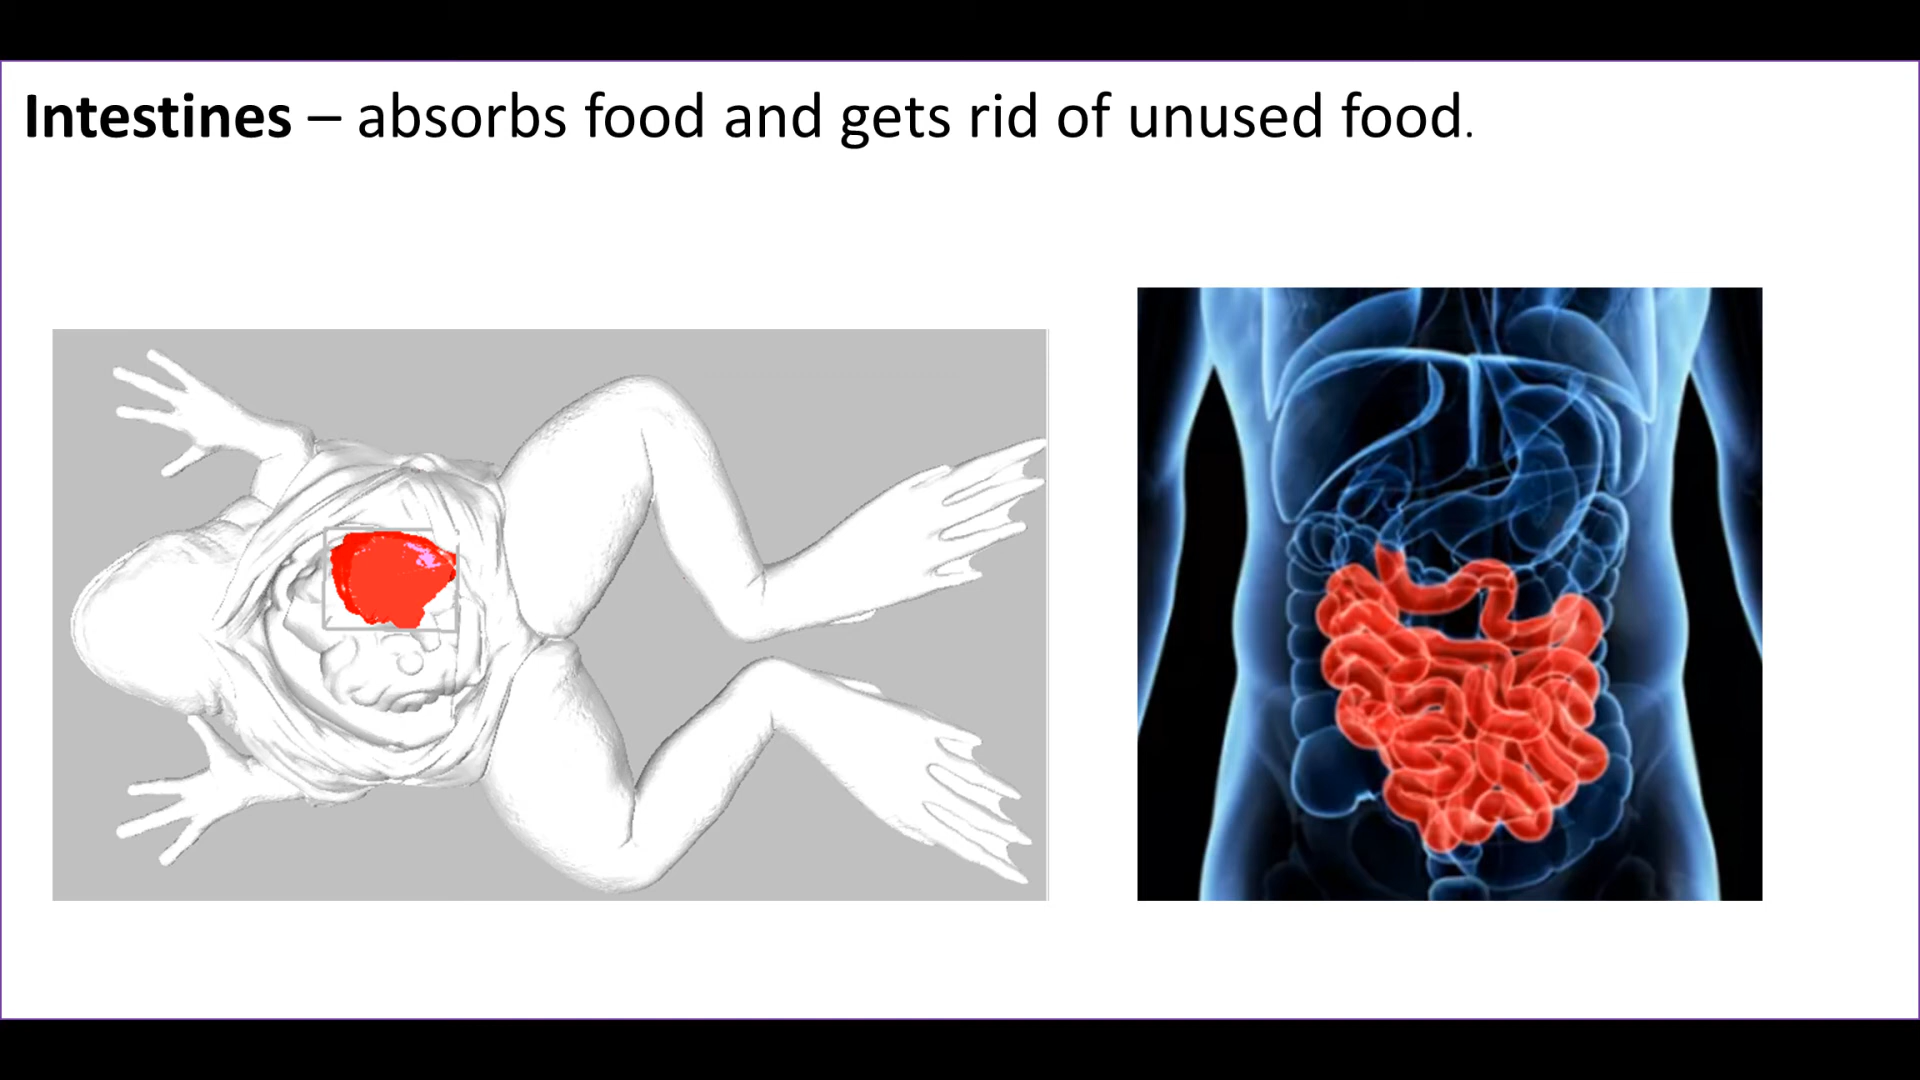 Intestines – absorbs food and gets rid of unused food.